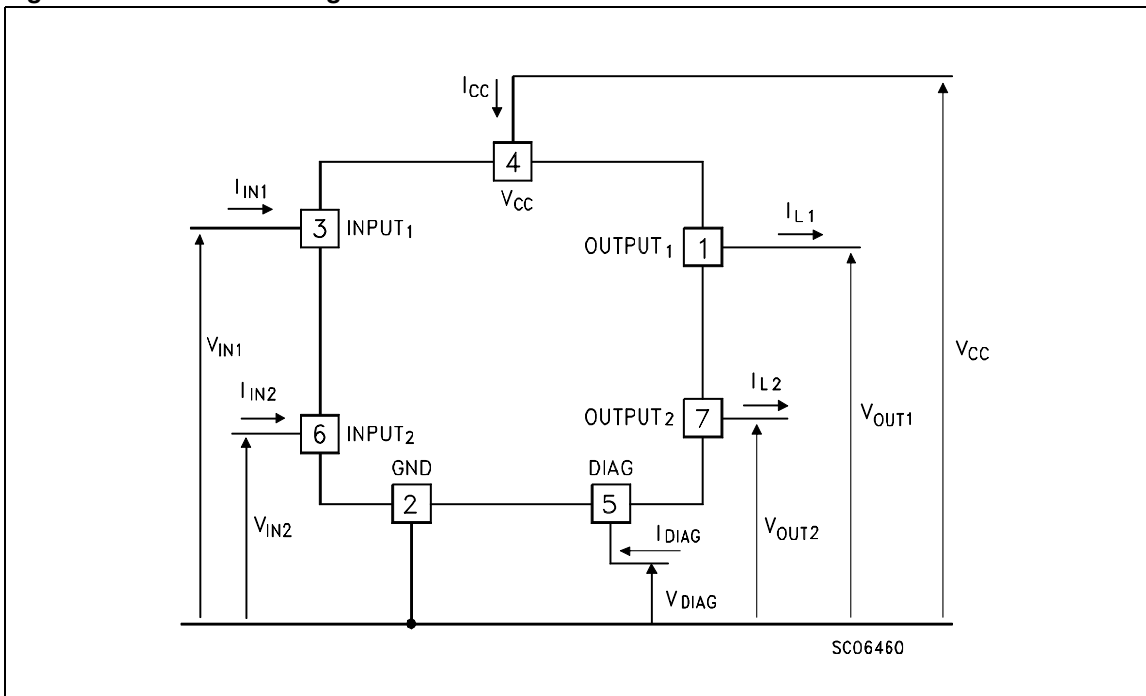 I_CC
4
V_CC
I_IN1
3 INPUT_1
I_L1
OUTPUT_1 1
V_IN1
V_CC
I_IN2
I_L2
6 INPUT_2
OUTPUT_2 7
V_OUT1
GND
DIAG
2
5
V_IN2
I_DIAG
V_OUT2
V_DIAG
SC06460